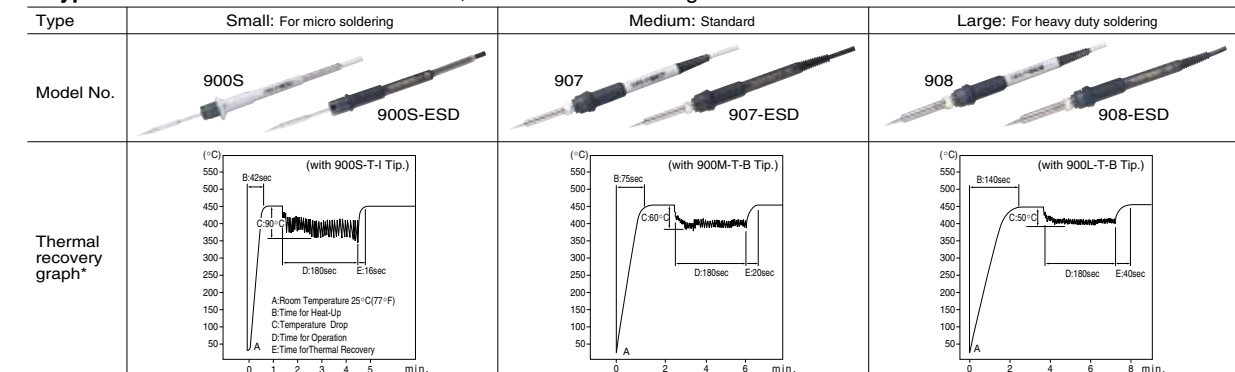 Type
Small: For micro soldering
Medium: Standard
Large: For heavy duty soldering
Model No.
900S
900S-ESD
907
907-ESD
908
908-ESD
Thermal
recovery
graph*
(°C)
(with 900S-T-I Tip.)
550
500
450
400
350
300
250
200
150
100
50
B:42sec
C:90°C
D:180sec
E:16sec
A:Room Temperature 25°C(77°F)
B:Time for Heat-Up
C:Temperature Drop
D:Time for Operation
E:Time forThermal Recovery
A
0 1 2 3 4 5 min.
(°C)
(with 900M-T-B Tip.)
550
500
450
400
350
300
250
200
150
100
50
B:75sec
C:60°C
D:180sec
E:20sec
A
0 2 4 6 min.
(°C)
(with 900L-T-B Tip.)
550
500
450
400
350
300
250
200
150
100
50
B:140sec
C:50°C
D:180sec
E:40sec
A
0 2 4 6 8 min.